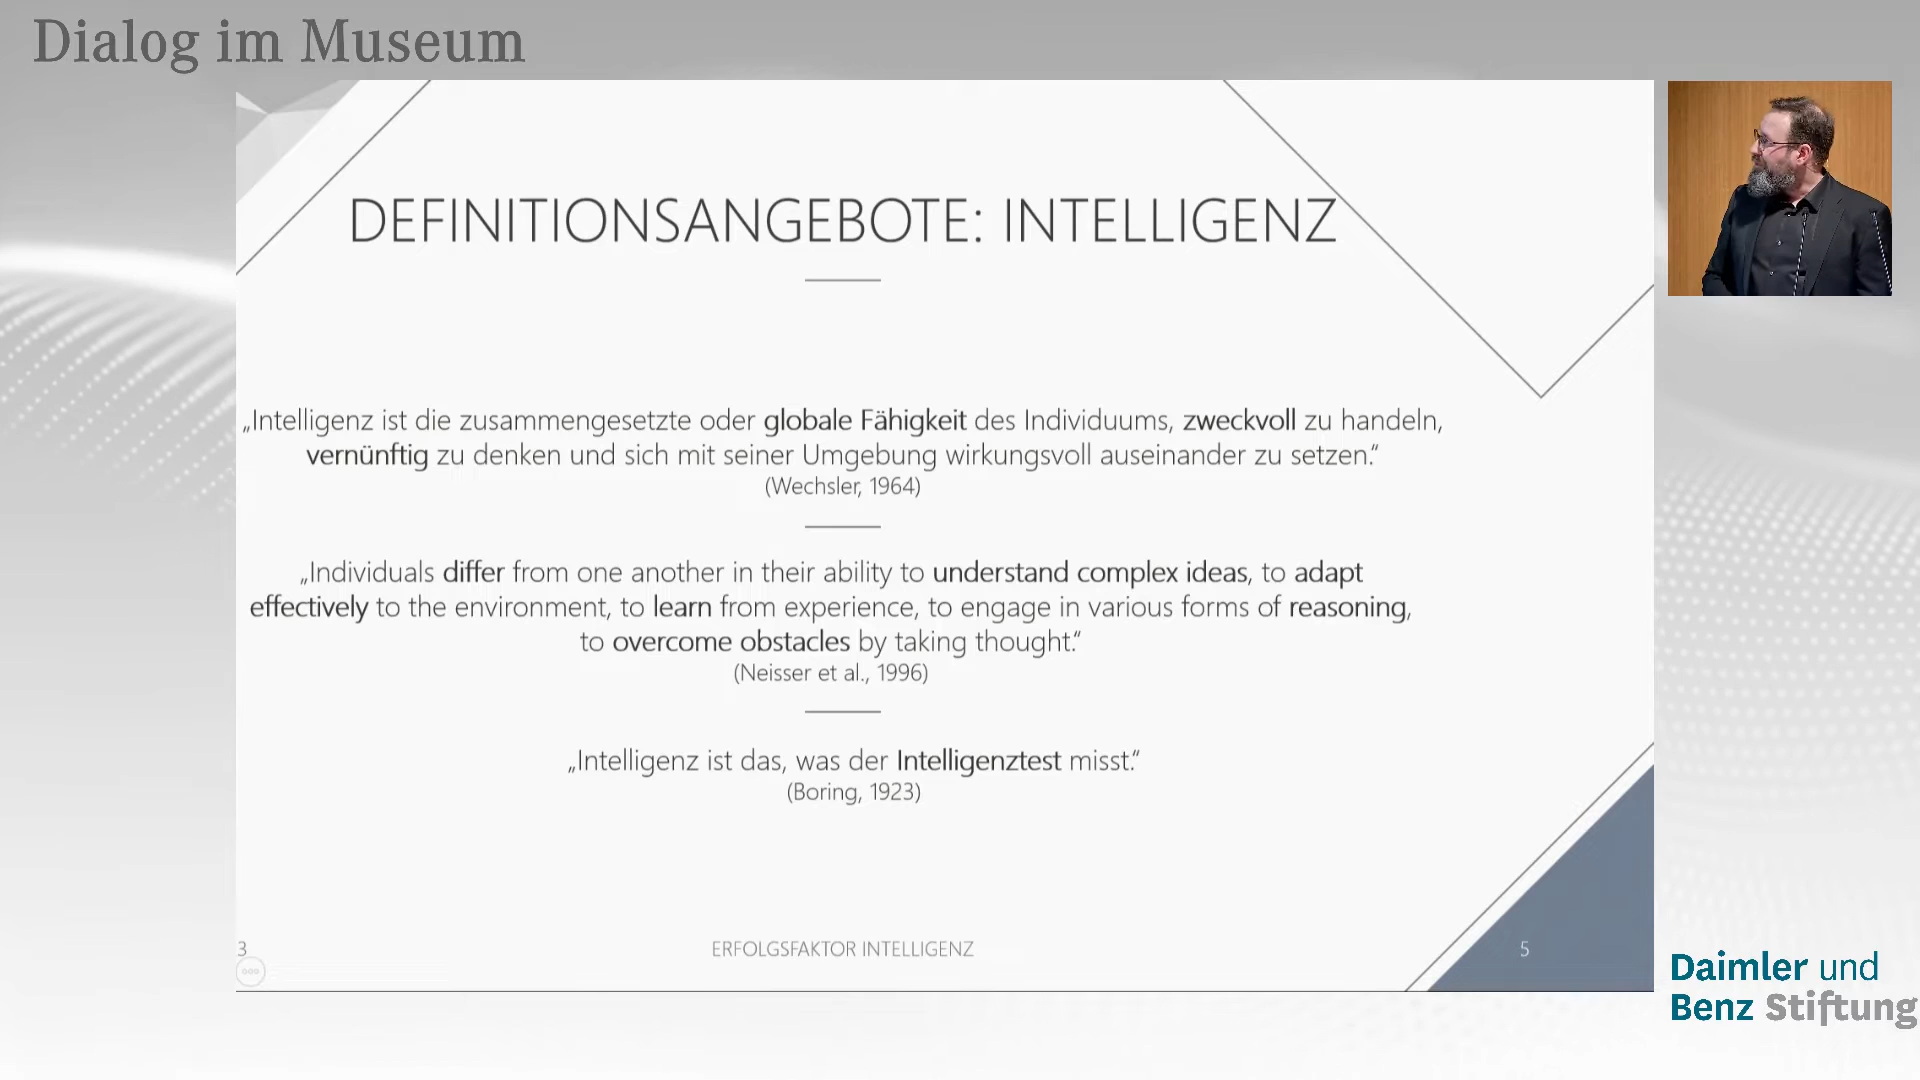 Dialog im Museum
DEFINITIONSANGEBOTE: INTELLIGENZ
„Intelligenz ist die zusammengesetzte oder globale Fähigkeit des Individuums, zweckvoll zu handeln,
vernünftig zu denken und sich mit seiner Umgebung wirkungsvoll auseinander zu setzen.“
(Wechsler, 1964)
„Individuals differ from one another in their ability to understand complex ideas, to adapt
effectively to the environment, to learn from experience, to engage in various forms of reasoning,
to overcome obstacles by taking thought.“
(Neisser et al., 1996)
„Intelligenz ist das, was der Intelligenztest misst.“
(Boring, 1923)
3
ERFOLGSFAKTOR INTELLIGENZ
5
Daimler und
Benz Stiftung